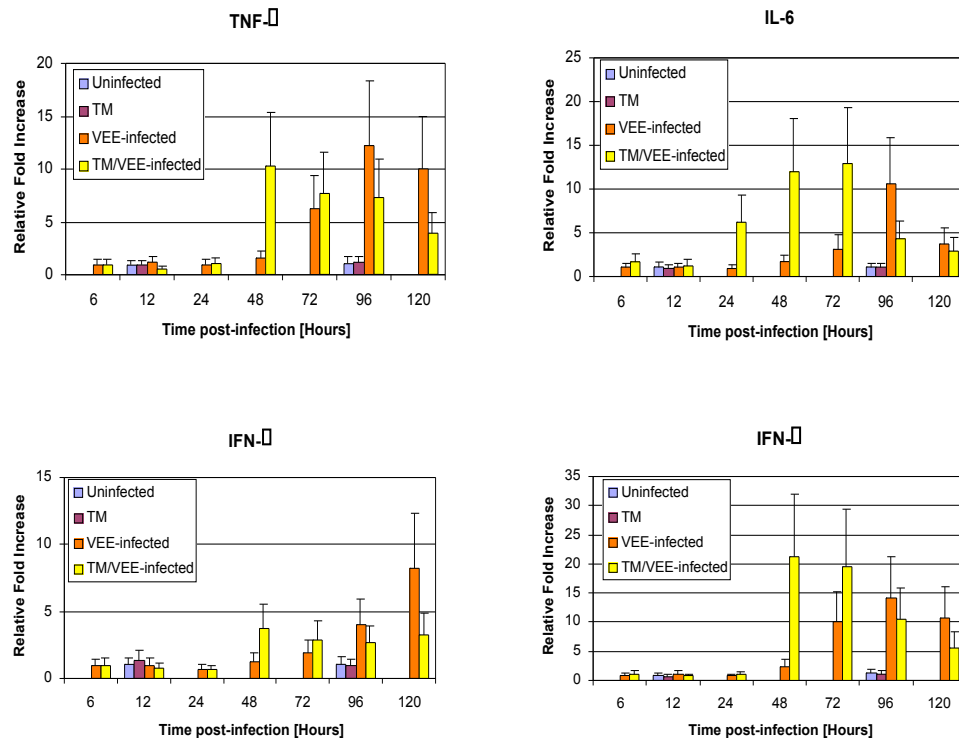 TNF-▯
20
15
10
5
0
Relative Fold Increase
Uninfected
TM
VEE-infected
TM/VEE-infected
6 12 24 48 72 96 120
Time post-infection [Hours]
IL-6
25
20
15
10
5
0
Relative Fold Increase
Uninfected
TM
VEE-infected
TM/VEE-infected
6 12 24 48 72 96 120
Time post-infection [Hours]
IFN-▯
15
10
5
0
Relative Fold Increase
Uninfected
TM
VEE-infected
TM/VEE-infected
6 12 24 48 72 96 120
Time post-infection [Hours]
IFN-▯
35
30
25
20
15
10
5
0
Relative Fold Increase
Uninfected
TM
VEE-infected
TM/VEE-infected
6 12 24 48 72 96 120
Time post-infection [Hours]